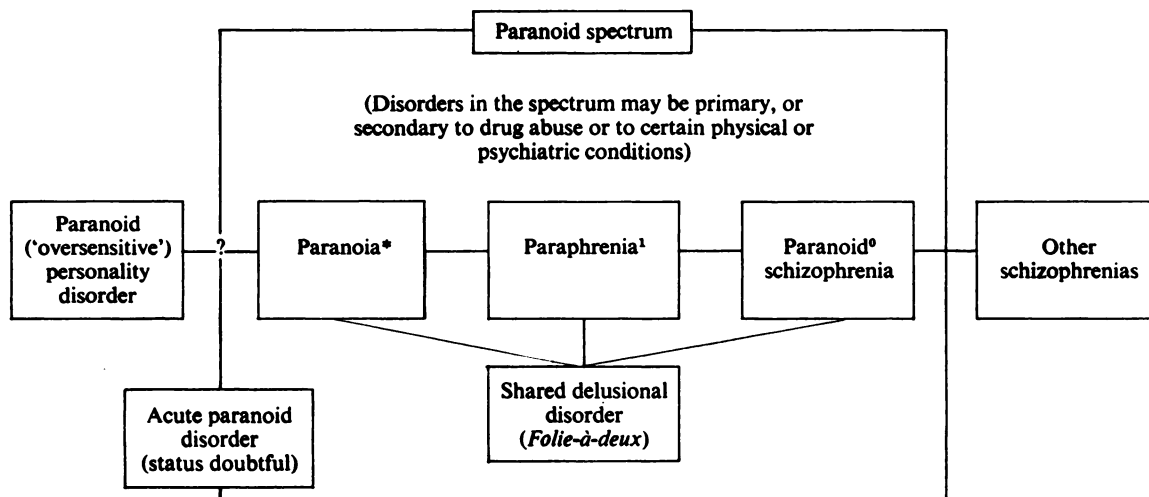 Paranoid spectrum
(Disorders in the spectrum may be primary, or
secondary to drug abuse or to certain physical or
psychiatric conditions)
Paranoid
('oversensitive')
personality
disorder
?
Paranoia*
Paraphrenia¹
Paranoid⁰
schizophrenia
Other
schizophrenias
Shared delusional
disorder
(Folie-à-deux)
Acute paranoid
disorder
(status doubtful)